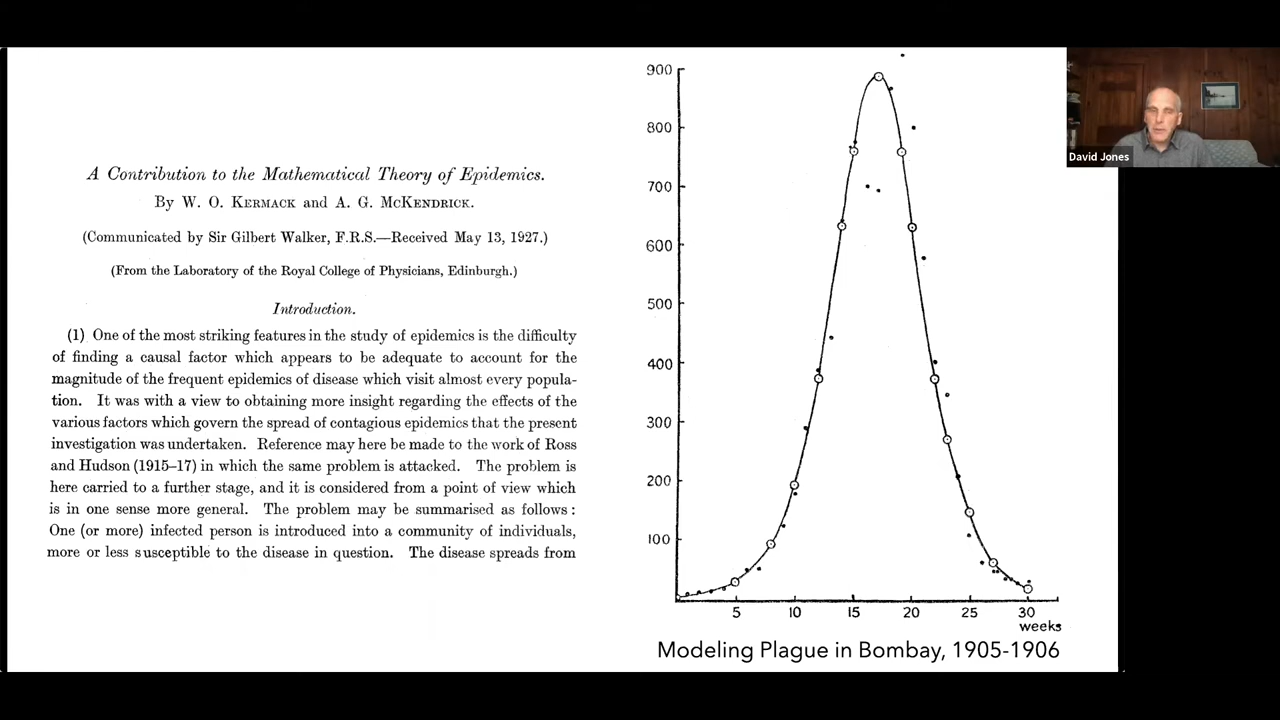 A Contribution to the Mathematical Theory of Epidemics.
By W. O. KERMACK and A. G. McKENDRICK.
(Communicated by Sir Gilbert Walker, F.R.S.—Received May 13, 1927.)
(From the Laboratory of the Royal College of Physicians, Edinburgh.)
Introduction.
(1) One of the most striking features in the study of epidemics is the difficulty
of finding a causal factor which appears to be adequate to account for the
magnitude of the frequent epidemics of disease which visit almost every popula-
tion. It was with a view to obtaining more insight regarding the effects of the
various factors which govern the spread of contagious epidemics that the present
investigation was undertaken. Reference may here be made to the work of Ross
and Hudson (1915–17) in which the same problem is attacked. The problem is
here carried to a further stage, and it is considered from a point of view which
is in one sense more general. The problem may be summarised as follows:
One (or more) infected person is introduced into a community of individuals,
more or less susceptible to the disease in question. The disease spreads from
900
800
700
600
500
400
300
200
100
5 10 15 20 25 30
weeks
Modeling Plague in Bombay, 1905-1906
David Jones